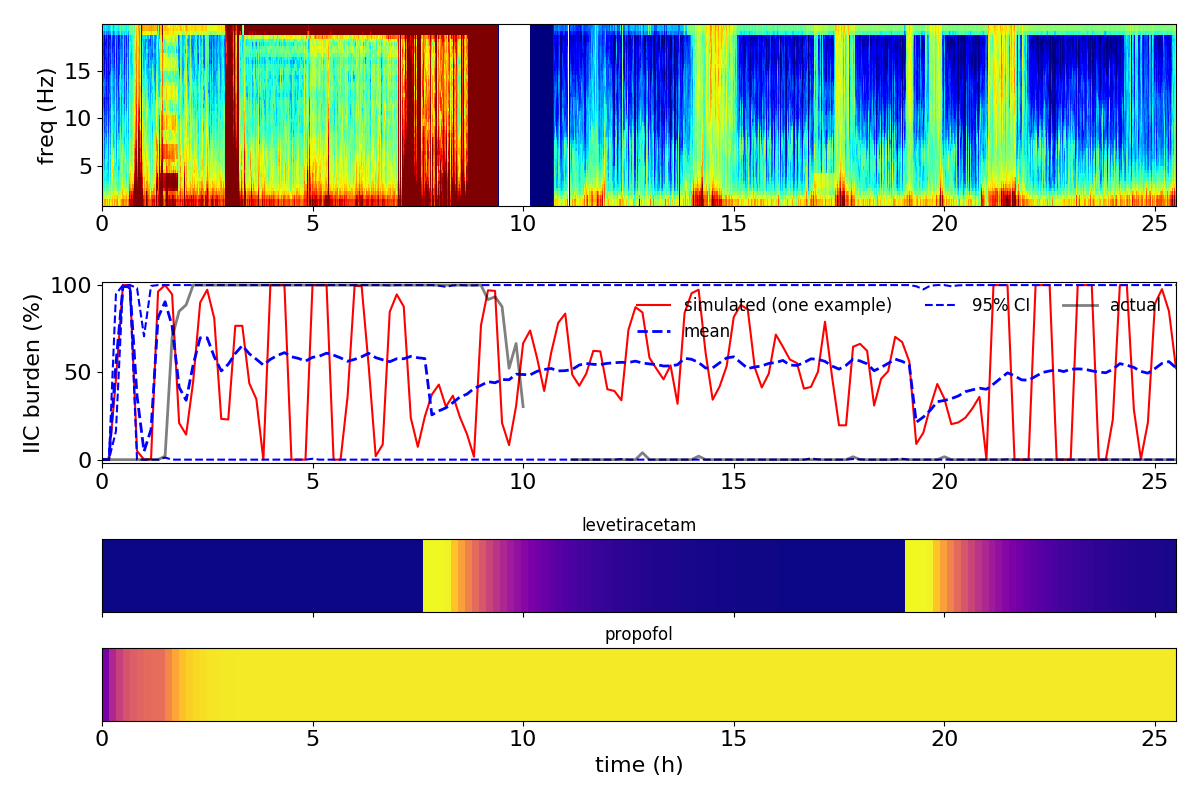 freq (Hz)
15
10
5
0 5 10 15 20 25
IIC burden (%)
100
50
0
simulated (one example)
mean
95% CI
actual
0 5 10 15 20 25
levetiracetam
propofol
0 5 10 15 20 25
time (h)